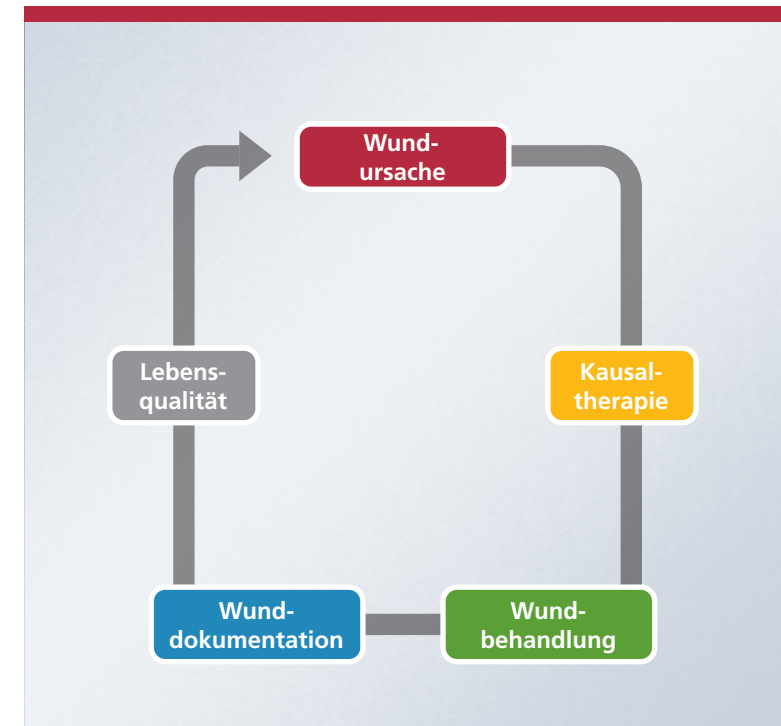 Wund-
ursache
Kausal-
therapie
Wund-
behandlung
Wund-
dokumentation
Lebens-
qualität